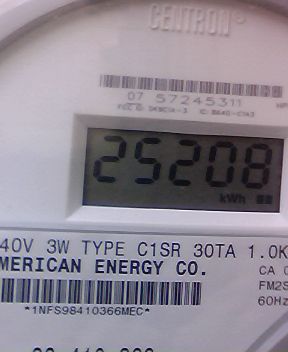 CENTRON®
07 57245311
25208
kWh
40V 3W TYPE C1SR 30TA 1.0K
MERICAN ENERGY CO.
CA 0
FM2S
60Hz
*1NFS98410366MEC*